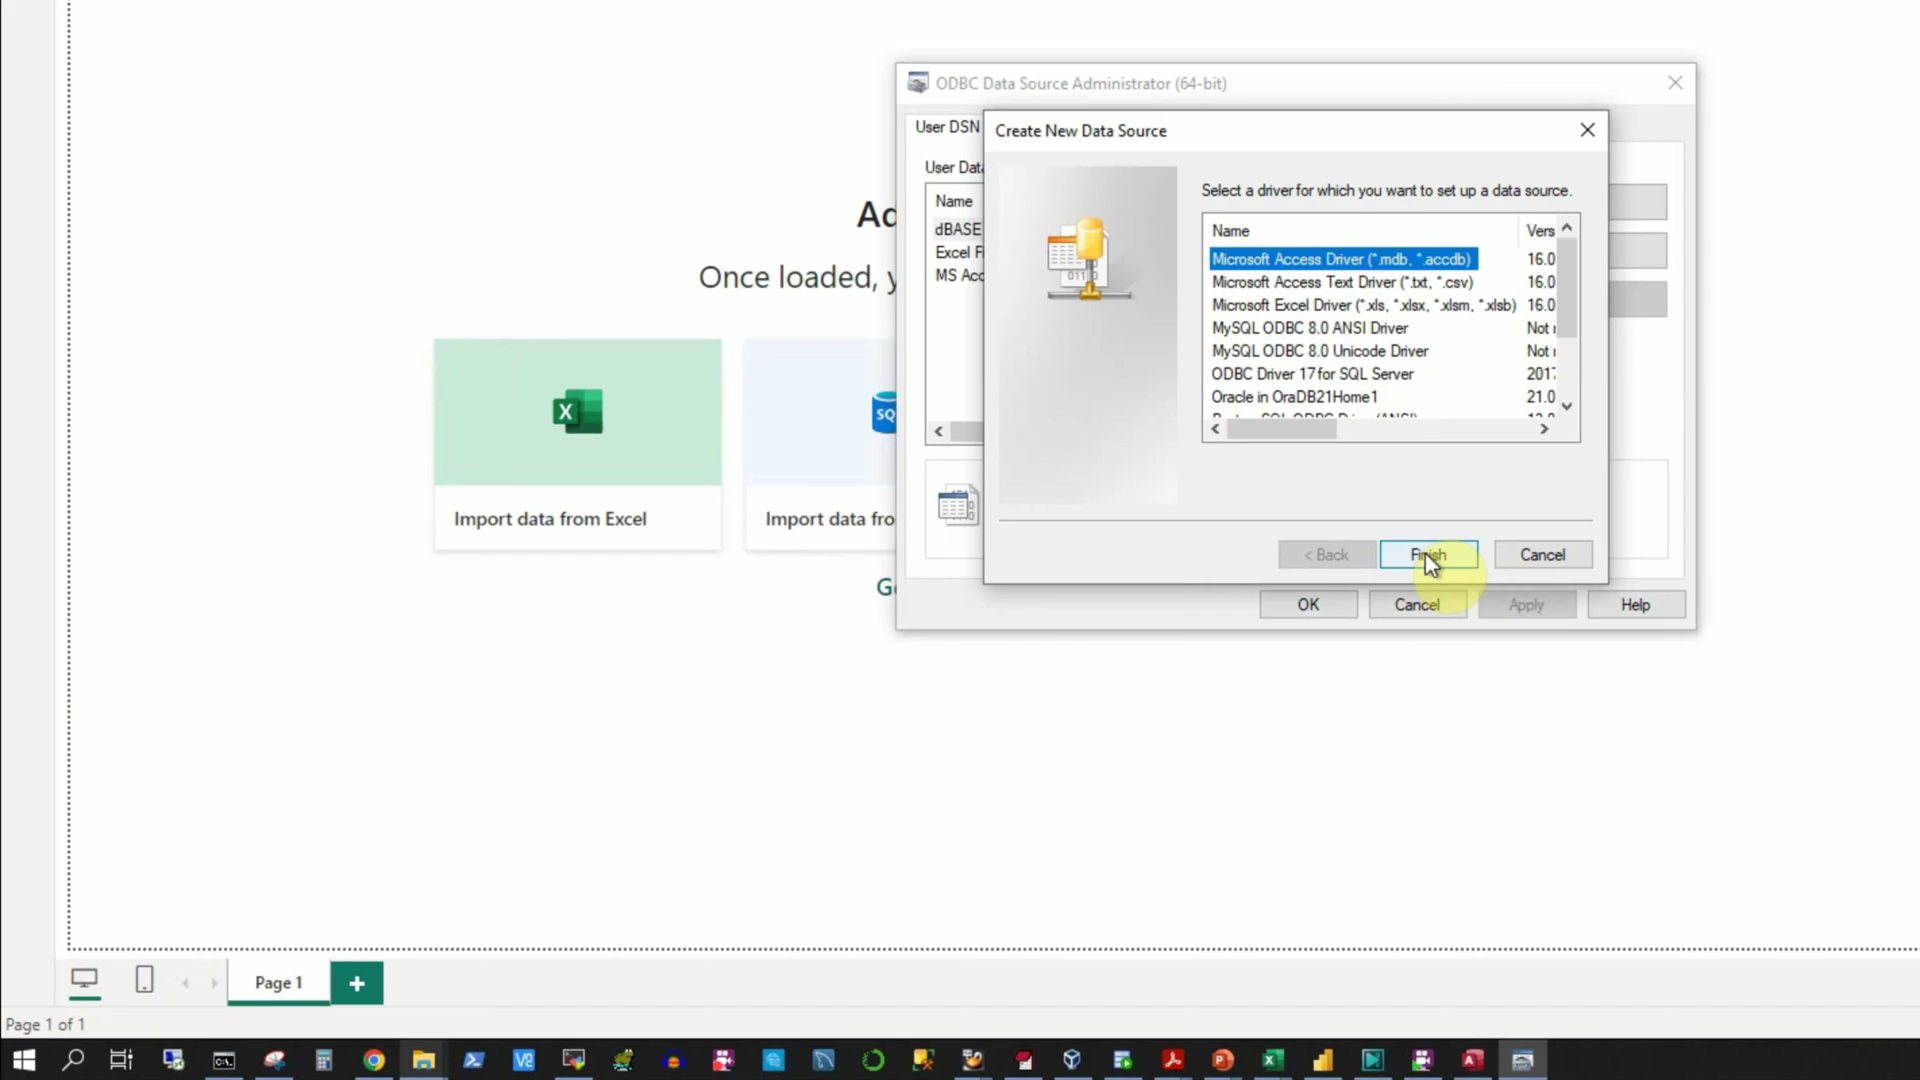 ODBC Data Source Administrator (64-bit)
User DSN
Create New Data Source
User Data
Name
dBASE
Excel F
MS Acc
Select a driver for which you want to set up a data source.
Name Vers
Microsoft Access Driver (*.mdb, *.accdb) 16.0
Microsoft Access Text Driver (*.txt, *.csv) 16.0
Microsoft Excel Driver (*.xls, *.xlsx, *.xlsm, *.xlsb) 16.0
MySQL ODBC 8.0 ANSI Driver Not
MySQL ODBC 8.0 Unicode Driver Not
ODBC Driver 17 for SQL Server 2017
Oracle in OraDB21Home1 21.0
< Back Finish Cancel
OK Cancel Apply Help
Ad
Once loaded, y
SQ
Import data from Excel
Import data fro
Ge
Page 1
Page 1 of 1